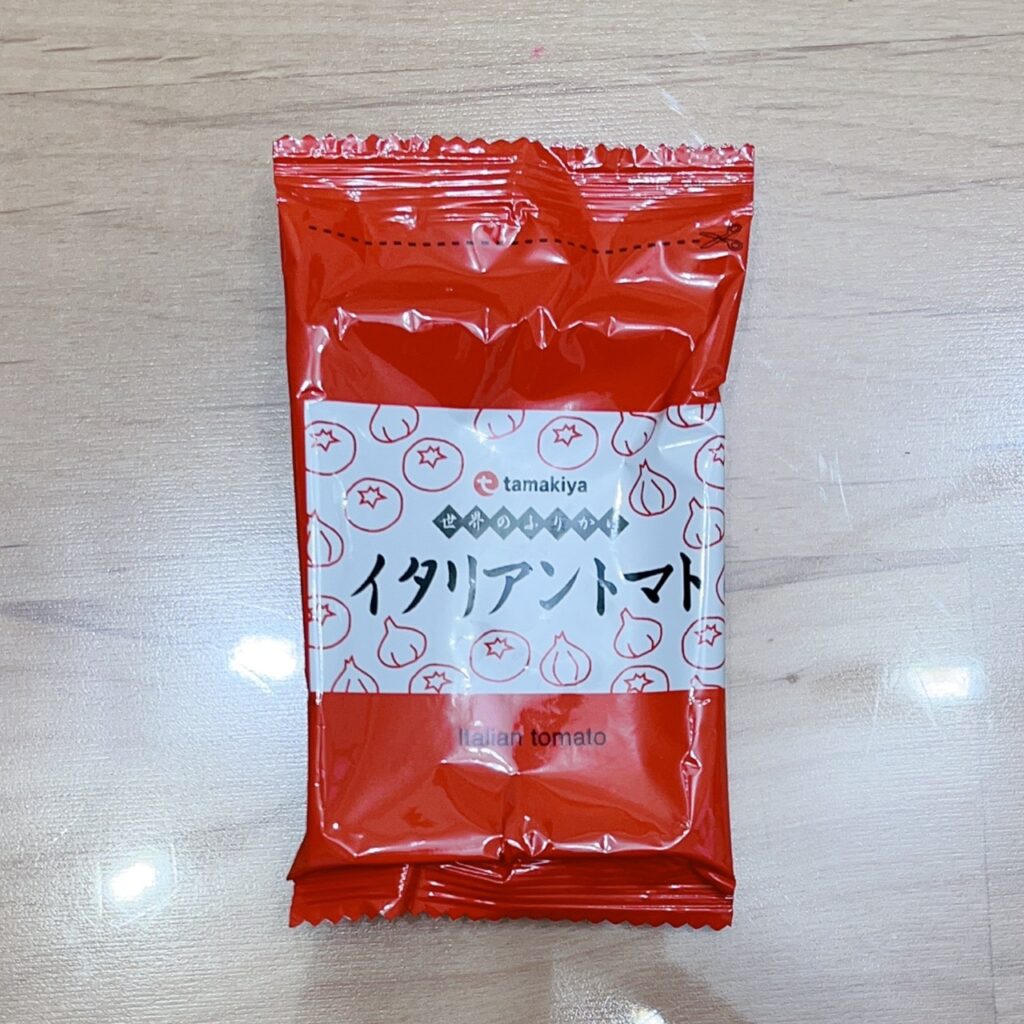 tamakiya
世界のふりかけ
イタリアントマト
Italian tomato